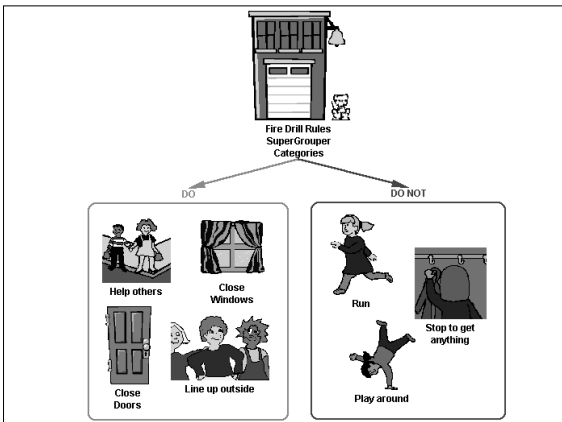 Fire Drill Rules
SuperGrouper
Categories
DO
DO NOT
Help others
Close
Windows
Close
Doors
Line up outside
Run
Stop to get
anything
Play around